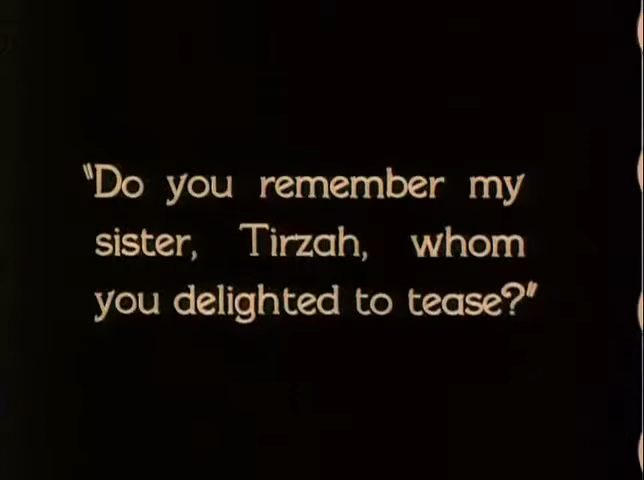 "Do you remember my
sister, Tirzah, whom
you delighted to tease?"